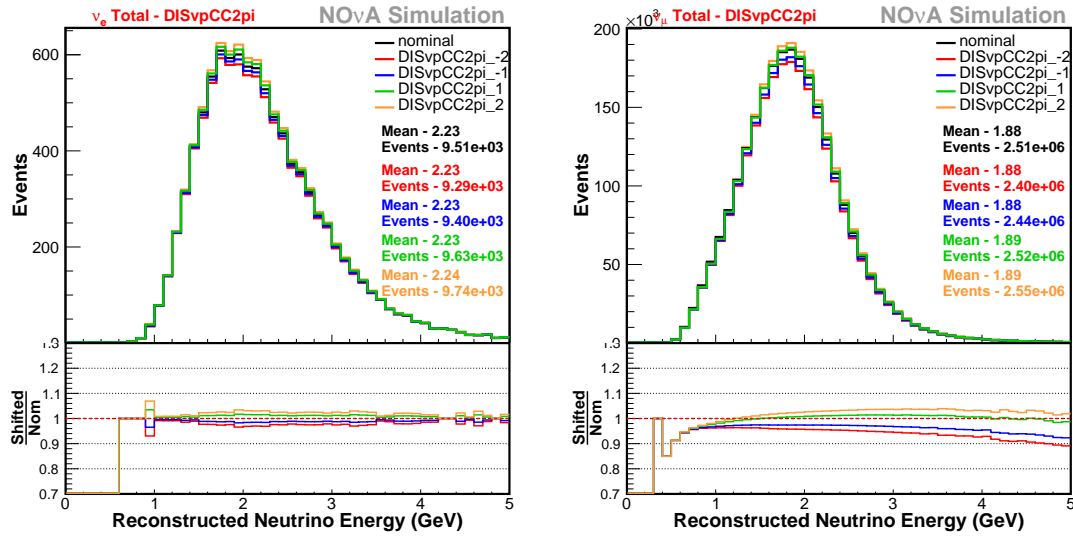 ν_e Total - DISvpCC2pi
NOνA Simulation
nominal
DISvpCC2pi_-2
DISvpCC2pi_-1
DISvpCC2pi_1
DISvpCC2pi_2
Mean - 2.23
Events - 9.51e+03
Mean - 2.23
Events - 9.29e+03
Mean - 2.23
Events - 9.40e+03
Mean - 2.23
Events - 9.63e+03
Mean - 2.24
Events - 9.74e+03
Events
600
400
200
1.3
1.2
1.1
1
0.9
0.8
0.7
Shifted
Nom
0 1 2 3 4 5
Reconstructed Neutrino Energy (GeV)
×10³
ν_μ Total - DISvpCC2pi
NOνA Simulation
nominal
DISvpCC2pi_-2
DISvpCC2pi_-1
DISvpCC2pi_1
DISvpCC2pi_2
Mean - 1.88
Events - 2.51e+06
Mean - 1.88
Events - 2.40e+06
Mean - 1.88
Events - 2.44e+06
Mean - 1.89
Events - 2.52e+06
Mean - 1.89
Events - 2.55e+06
Events
200
150
100
50
0
1.3
1.2
1.1
1
0.9
0.8
0.7
Shifted
Nom
0 1 2 3 4 5
Reconstructed Neutrino Energy (GeV)